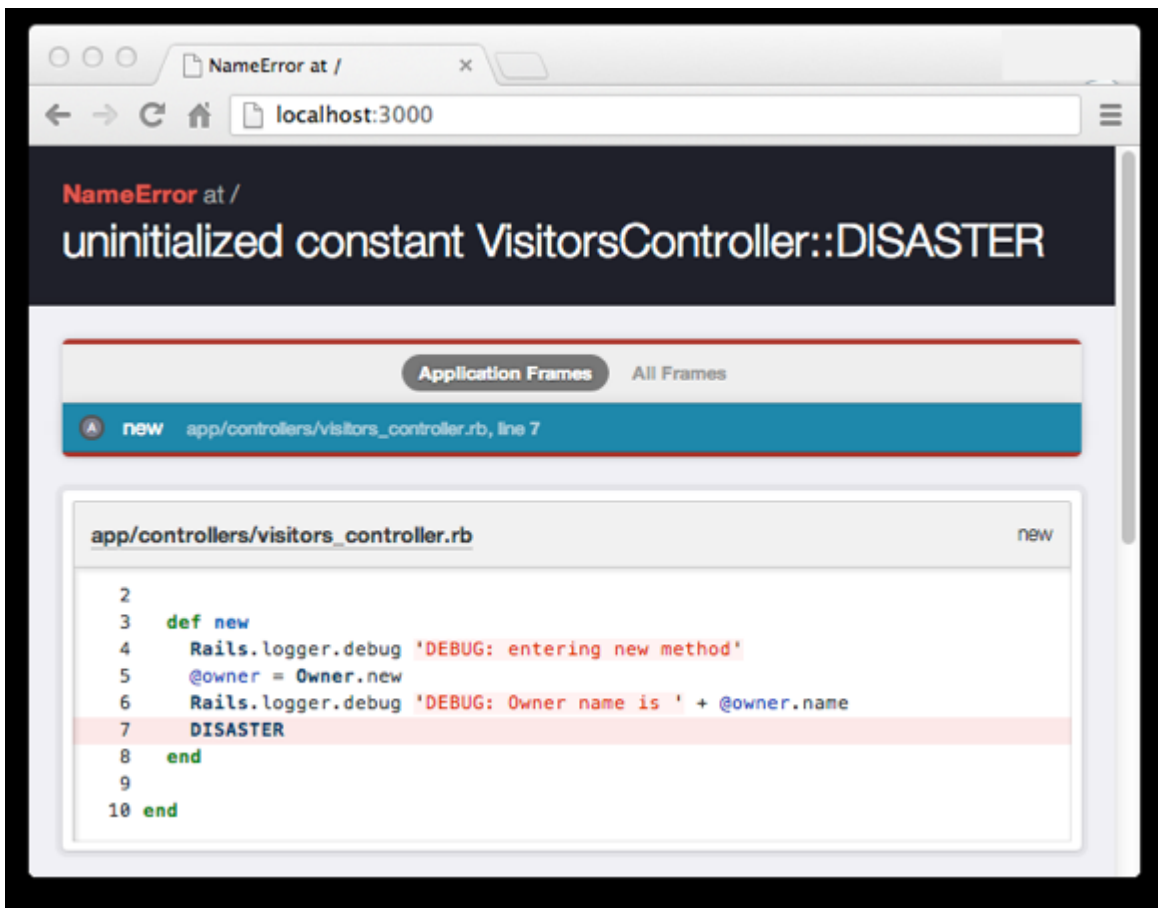 NameError at /
localhost:3000
NameError at /
uninitialized constant VisitorsController::DISASTER
Application Frames All Frames
A new app/controllers/visitors_controller.rb, line 7
app/controllers/visitors_controller.rb new
2
3 def new
4 Rails.logger.debug 'DEBUG: entering new method'
5 @owner = Owner.new
6 Rails.logger.debug 'DEBUG: Owner name is ' + @owner.name
7 DISASTER
8 end
9
10 end